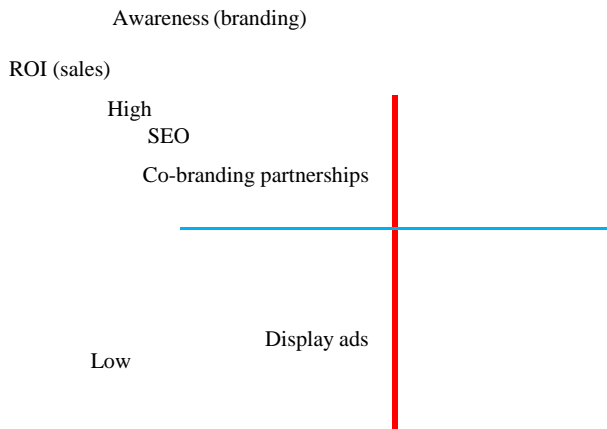 Awareness (branding)
ROI (sales)
High
SEO
Co-branding partnerships
Display ads
Low